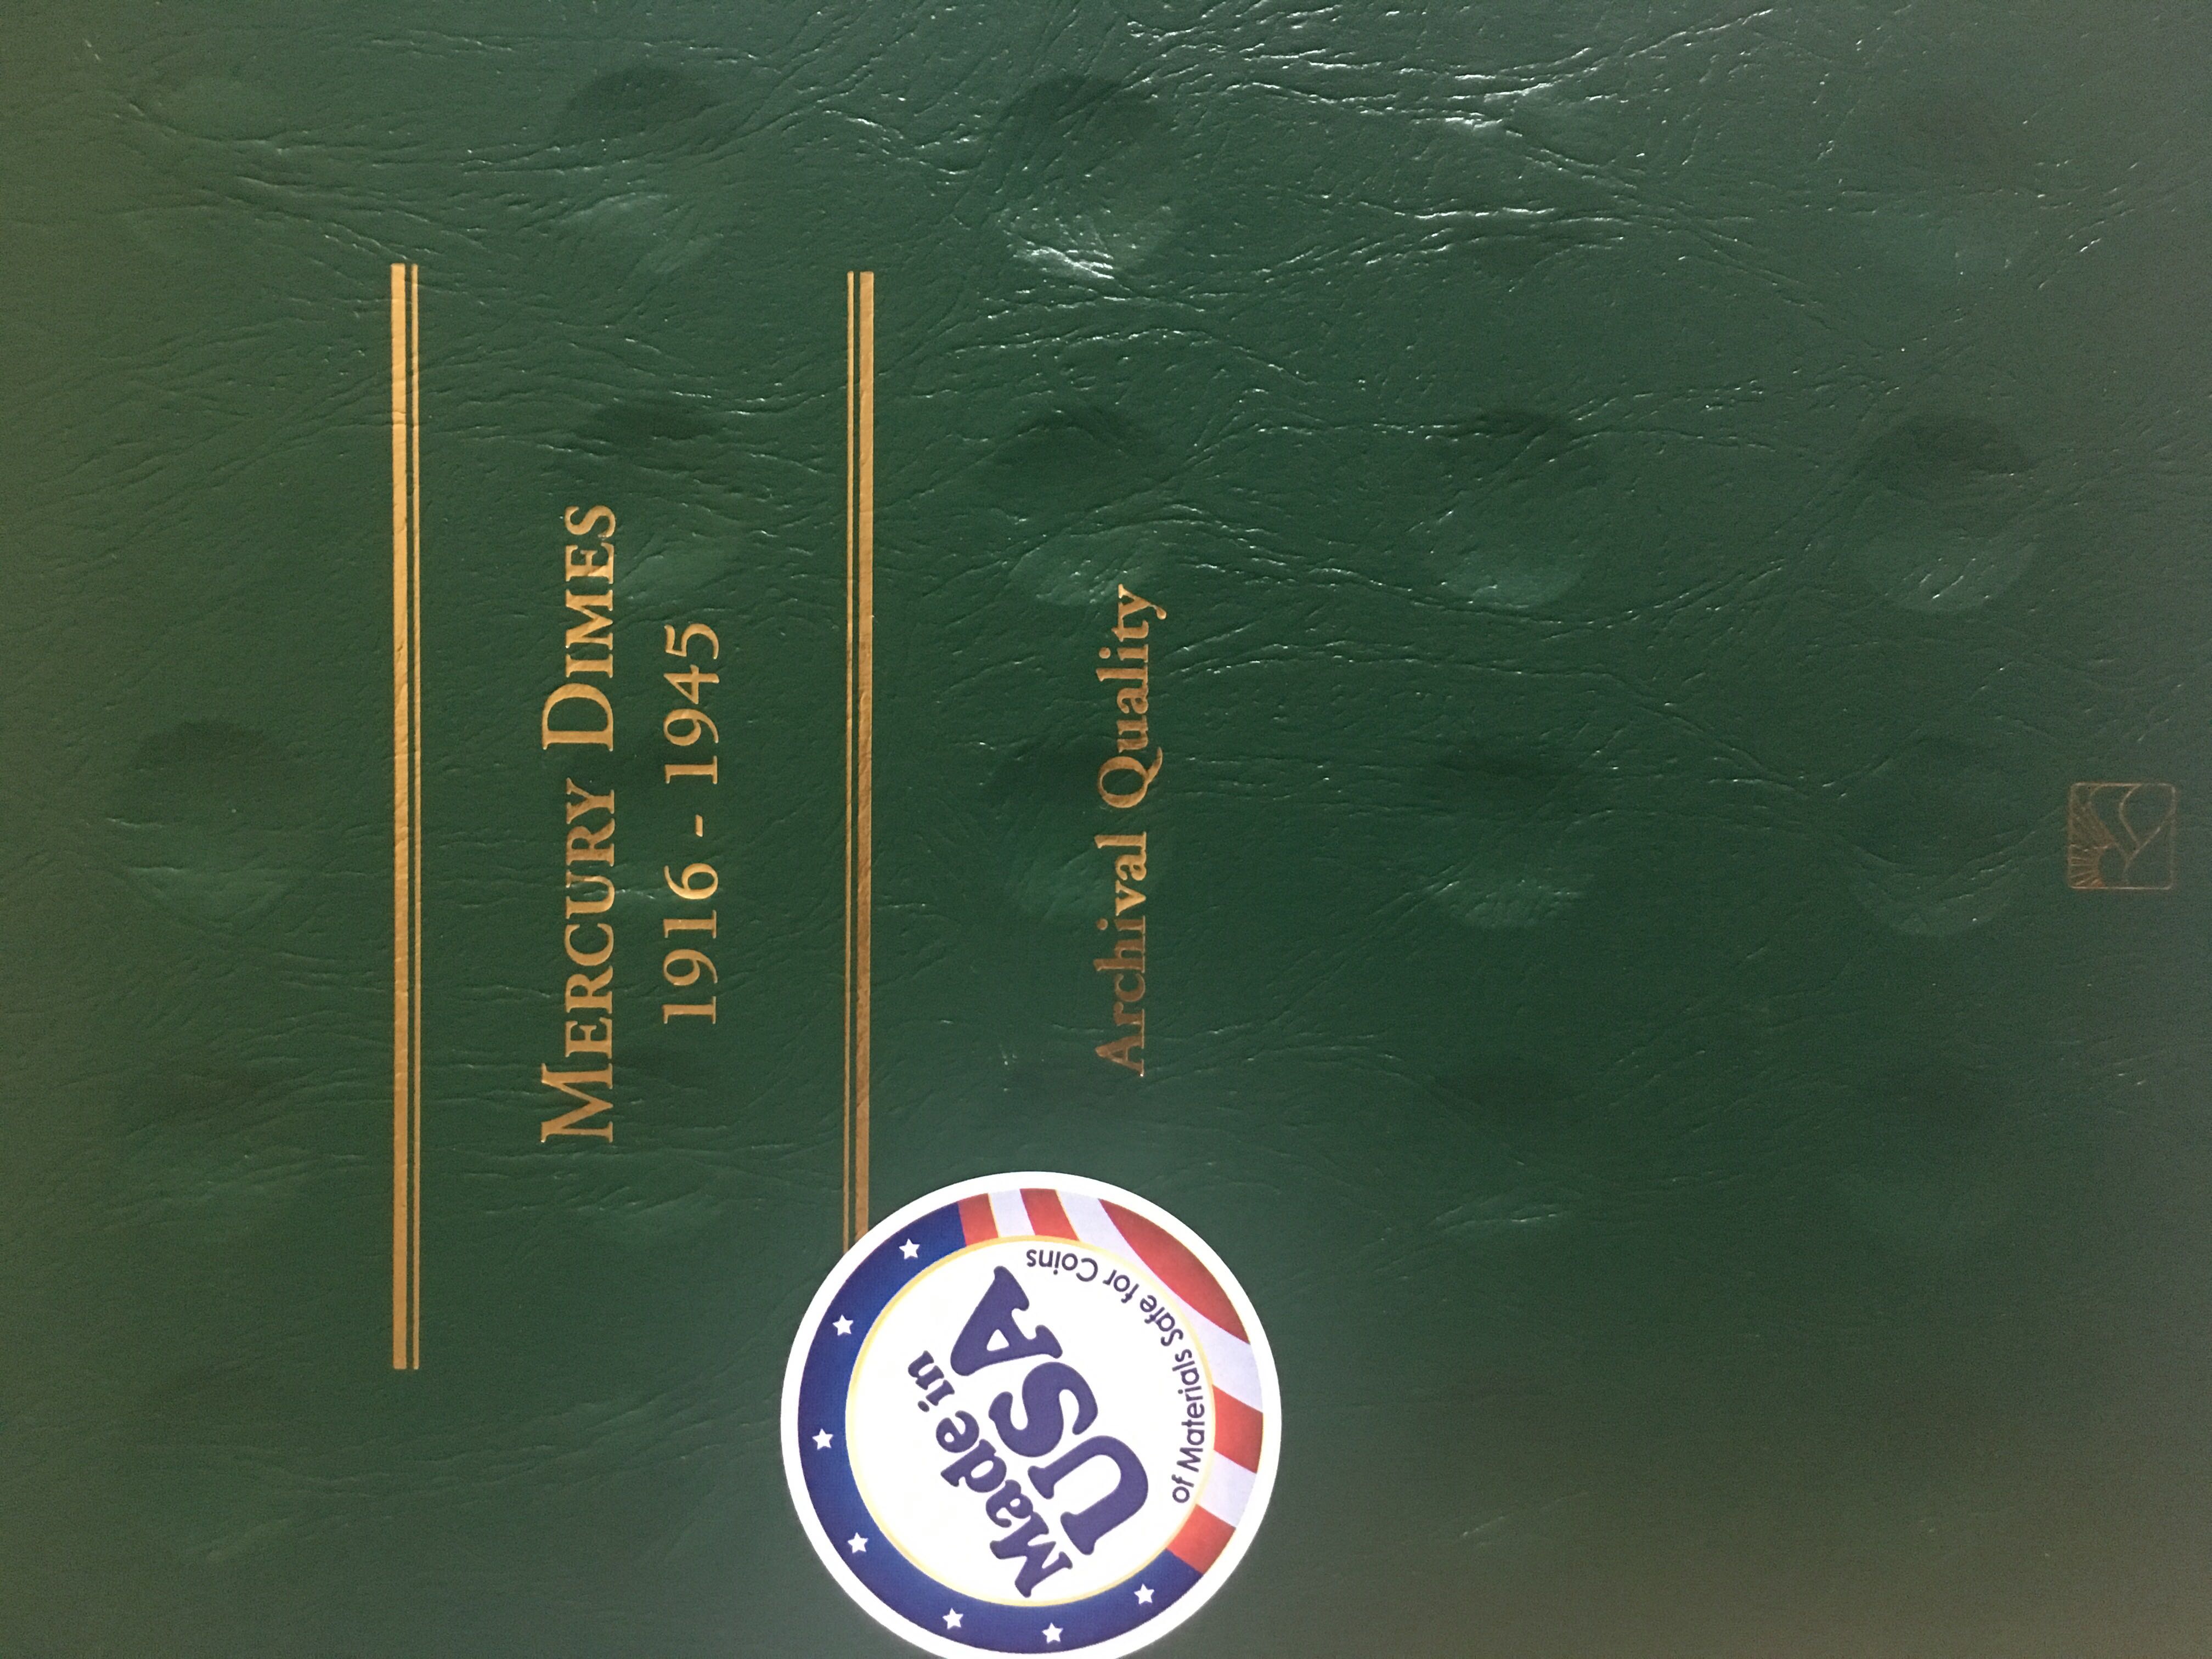 MERCURY DIMES
1916 - 1945
Archival Quality
Made in
USA
of Materials Safe for Coins